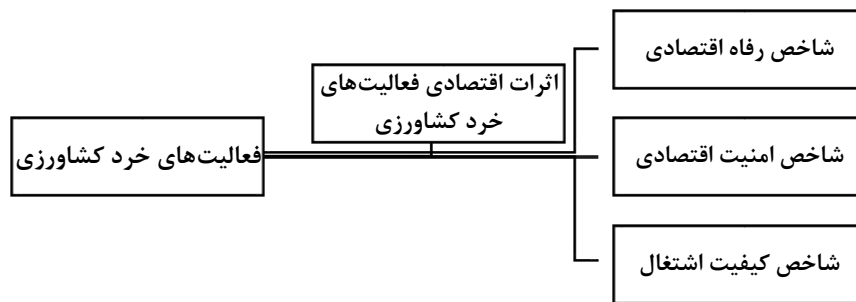 شاخص رفاه اقتصادی
اثرات اقتصادی فعالیت‌های
خرد کشاورزی
فعالیت‌های خرد کشاورزی
شاخص امنیت اقتصادی
شاخص کیفیت اشتغال